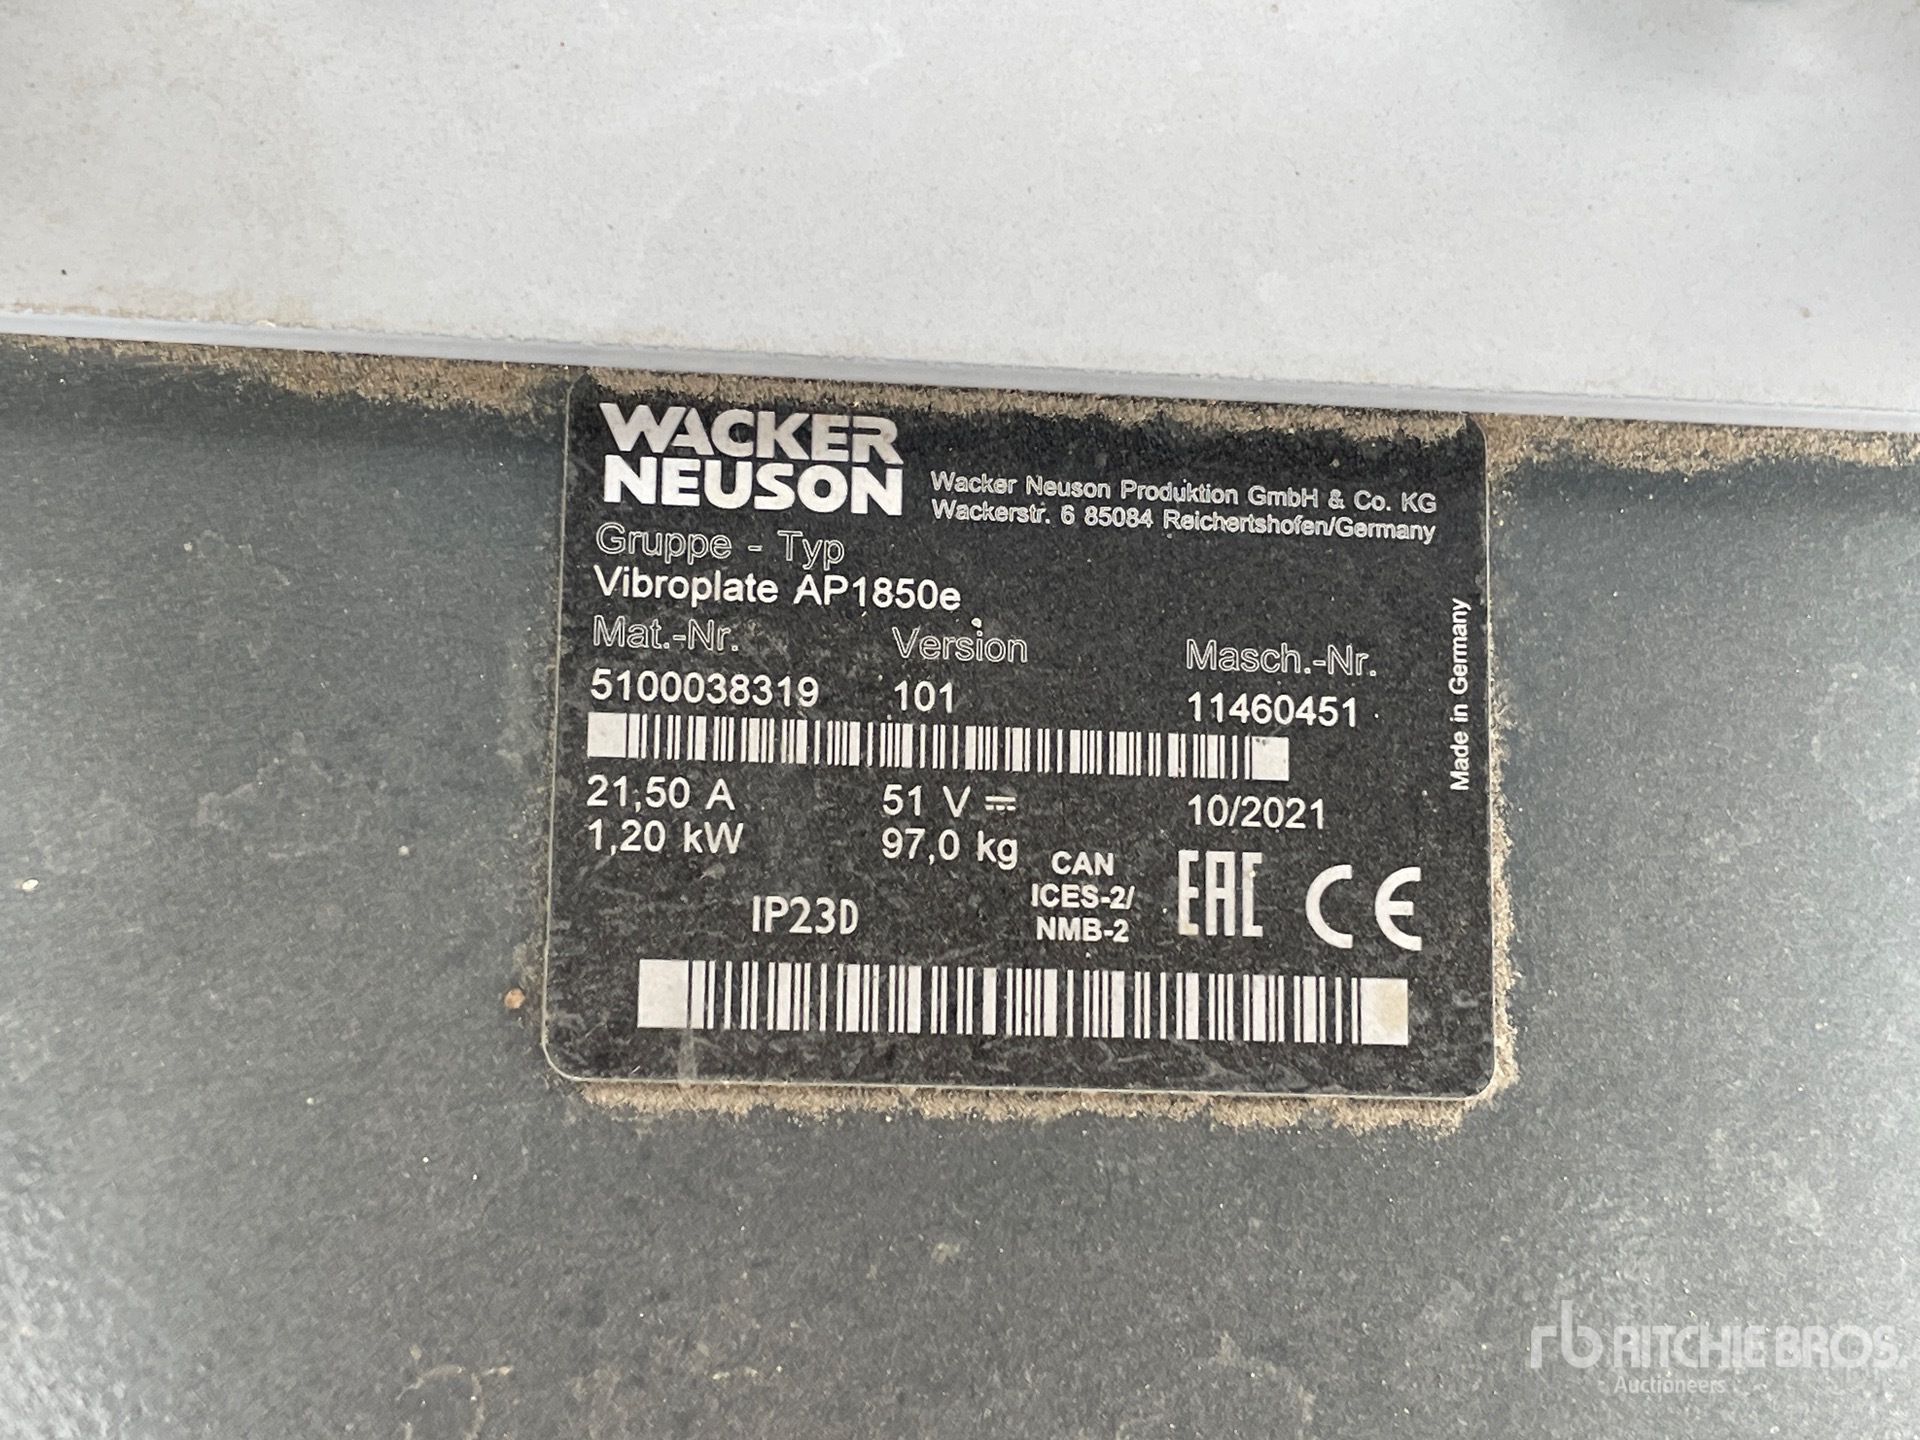 WACKER
NEUSON
Wacker Neuson Produktion GmbH & Co. KG
Wackerstr. 6 85084 Reichertshofen/Germany
Gruppe - Typ
Vibroplate AP1850e
Mat.-Nr. Version Masch.-Nr.
5100038319 101 11460451
21,50 A 51 V 10/2021
1,20 kW 97,0 kg
IP23D
CAN
ICES-2/
NMB-2
EAC CE
Made in Germany
rb RITCHIE BROS.
Auctioneers